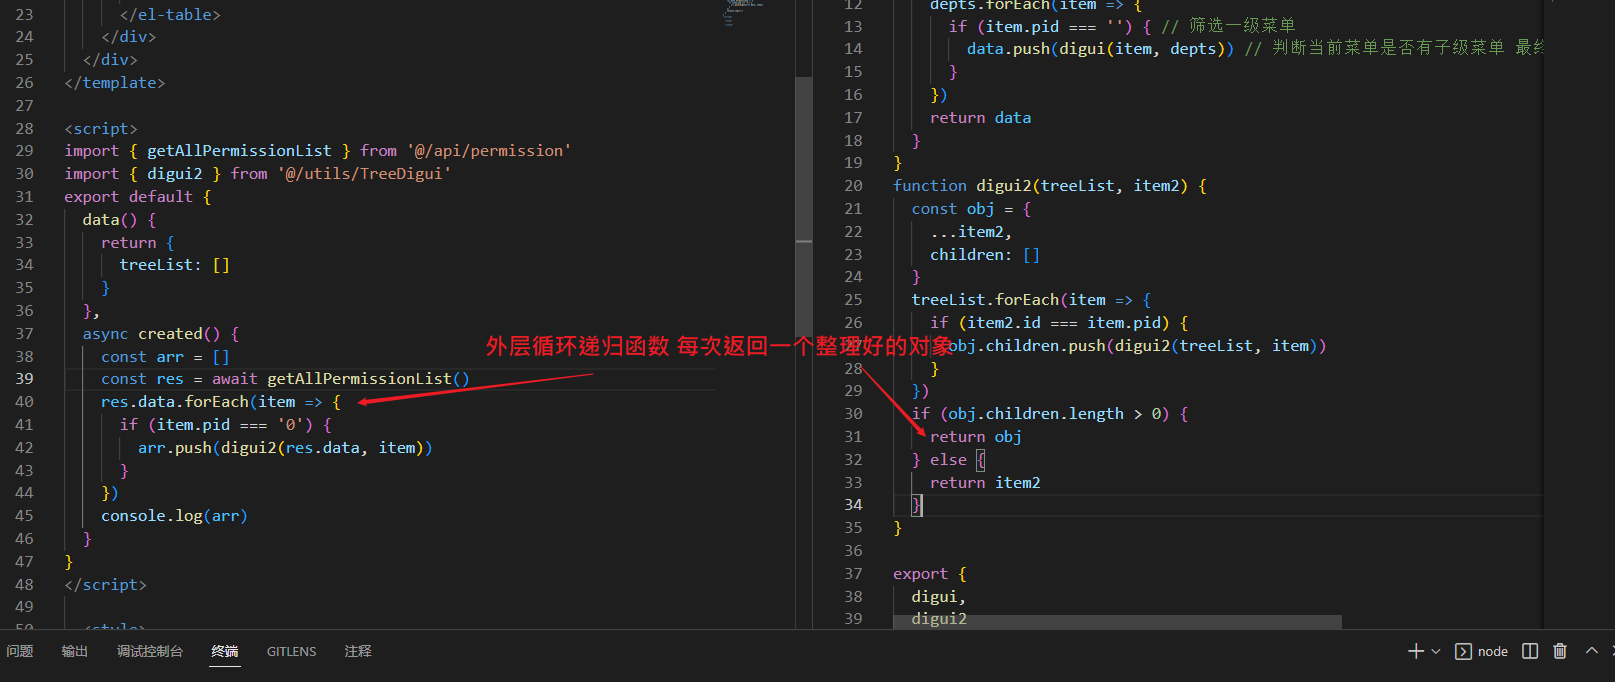 23 </el-table>
24 </div>
25 </div>
26 </template>
27
28 <script>
29 import { getAllPermissionList } from '@/api/permission'
30 import { digui2 } from '@/utils/TreeDigui'
31 export default {
32 data() {
33 return {
34 treeList: []
35 }
36 },
37 async created() {
38 const arr = []
39 const res = await getAllPermissionList()
40 res.data.forEach(item => {
41 if (item.pid === '0') {
42 arr.push(digui2(res.data, item))
43 }
44 })
45 console.log(arr)
46 }
47 }
48 </script>
49
50 <style>
外层循环递归函数 每次返回一个整理好的对象
12 depts.forEach(item => {
13 if (item.pid === '') { // 筛选一级菜单
14 data.push(digui(item, depts)) // 判断当前菜单是否有子级菜单 最终
15 }
16 })
17 return data
18 }
19 }
20 function digui2(treeList, item2) {
21 const obj = {
22 ...item2,
23 children: []
24 }
25 treeList.forEach(item => {
26 if (item2.id === item.pid) {
obj.children.push(digui2(treeList, item))
28 }
29 })
30 if (obj.children.length > 0) {
31 return obj
32 } else {
33 return item2
34 }
35 }
36
37 export {
38 digui,
39 digui2
问题 输出 调试控制台 终端 GITLENS 注释 node